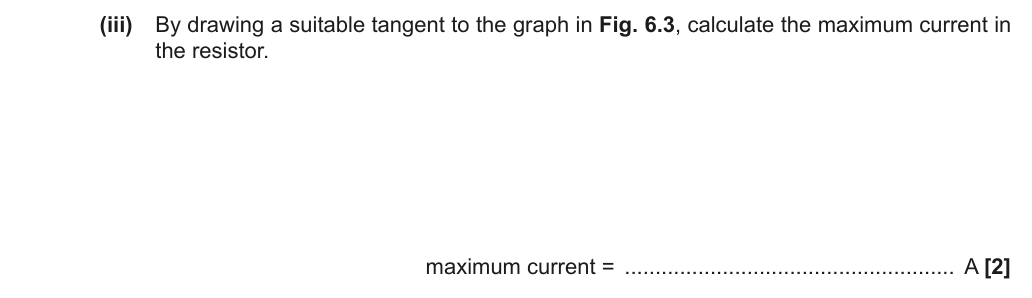 (iii) By drawing a suitable tangent to the graph in Fig. 6.3, calculate the maximum current in
the resistor.
maximum current = ..................................................... A [2]